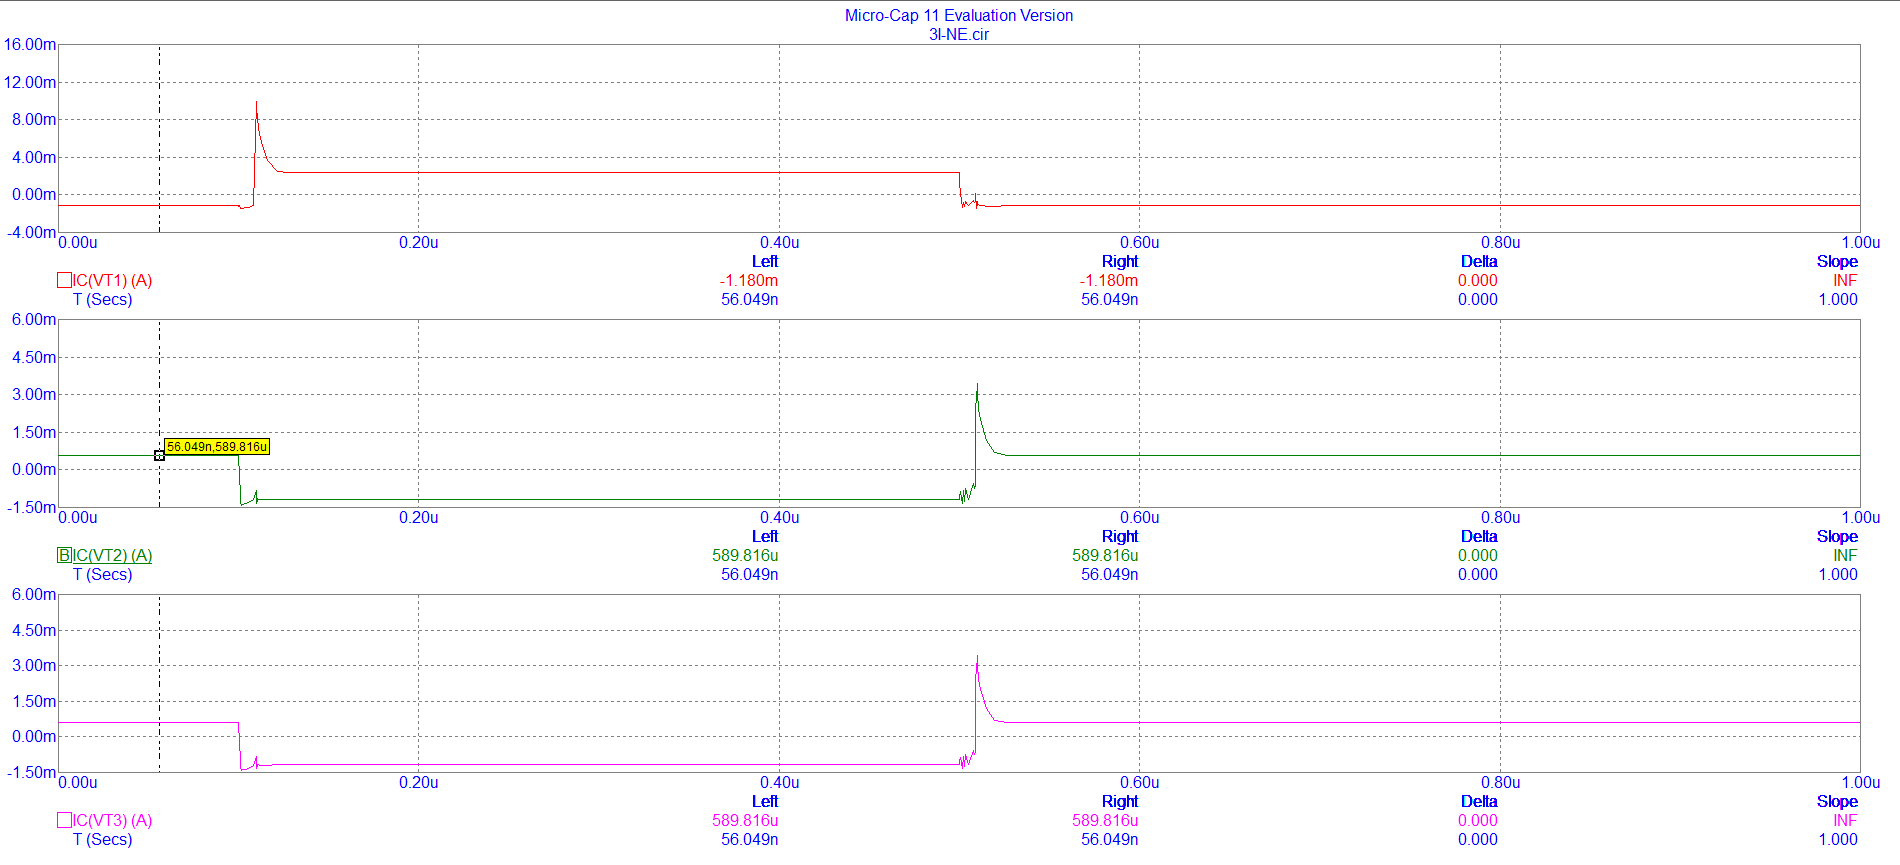 Micro-Cap 11 Evaluation Version
3I-NE.cir
16.00m
12.00m
8.00m
4.00m
0.00m
-4.00m
0.00u 0.20u 0.40u 0.60u 0.80u 1.00u
Left Right Delta Slope
IC(VT1) (A) -1.180m -1.180m 0.000 INF
T (Secs) 56.049n 56.049n 0.000 1.000
6.00m
4.50m
3.00m
1.50m
56.049n,589.816u
0.00m
-1.50m
0.00u 0.20u 0.40u 0.60u 0.80u 1.00u
Left Right Delta Slope
B IC(VT2) (A) 589.816u 589.816u 0.000 INF
T (Secs) 56.049n 56.049n 0.000 1.000
6.00m
4.50m
3.00m
1.50m
0.00m
-1.50m
0.00u 0.20u 0.40u 0.60u 0.80u 1.00u
Left Right Delta Slope
IC(VT3) (A) 589.816u 589.816u 0.000 INF
T (Secs) 56.049n 56.049n 0.000 1.000